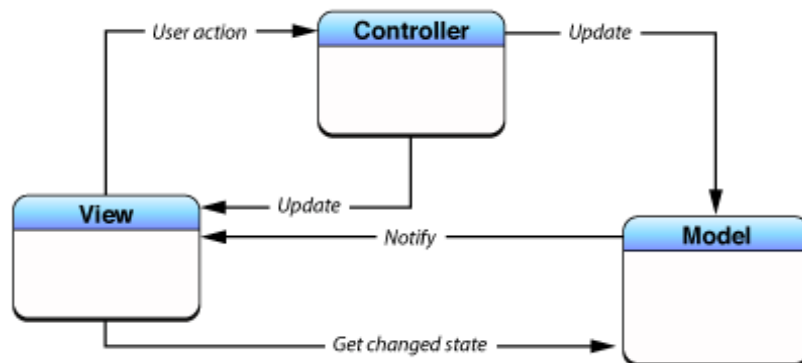 User action
Controller
Update
View
Update
Notify
Model
Get changed state